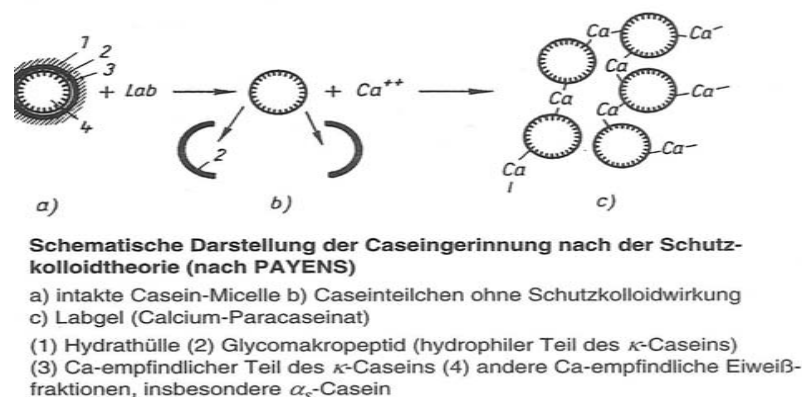 1
2
3
4
+ Lab
+ Ca++
2
Ca
Ca-
Ca
Ca-
Ca
Ca
Ca-
Ca
a)
b)
c)
Schematische Darstellung der Caseingerinnung nach der Schutz-
kolloidtheorie (nach PAYENS)
a) intakte Casein-Micelle b) Caseinteilchen ohne Schutzkolloidwirkung
c) Labgel (Calcium-Paracaseinat)
(1) Hydrathülle (2) Glycomakropeptid (hydrophiler Teil des κ-Caseins)
(3) Ca-empfindlicher Teil des κ-Caseins (4) andere Ca-empfindliche Eiweiß-
fraktionen, insbesondere αs-Casein